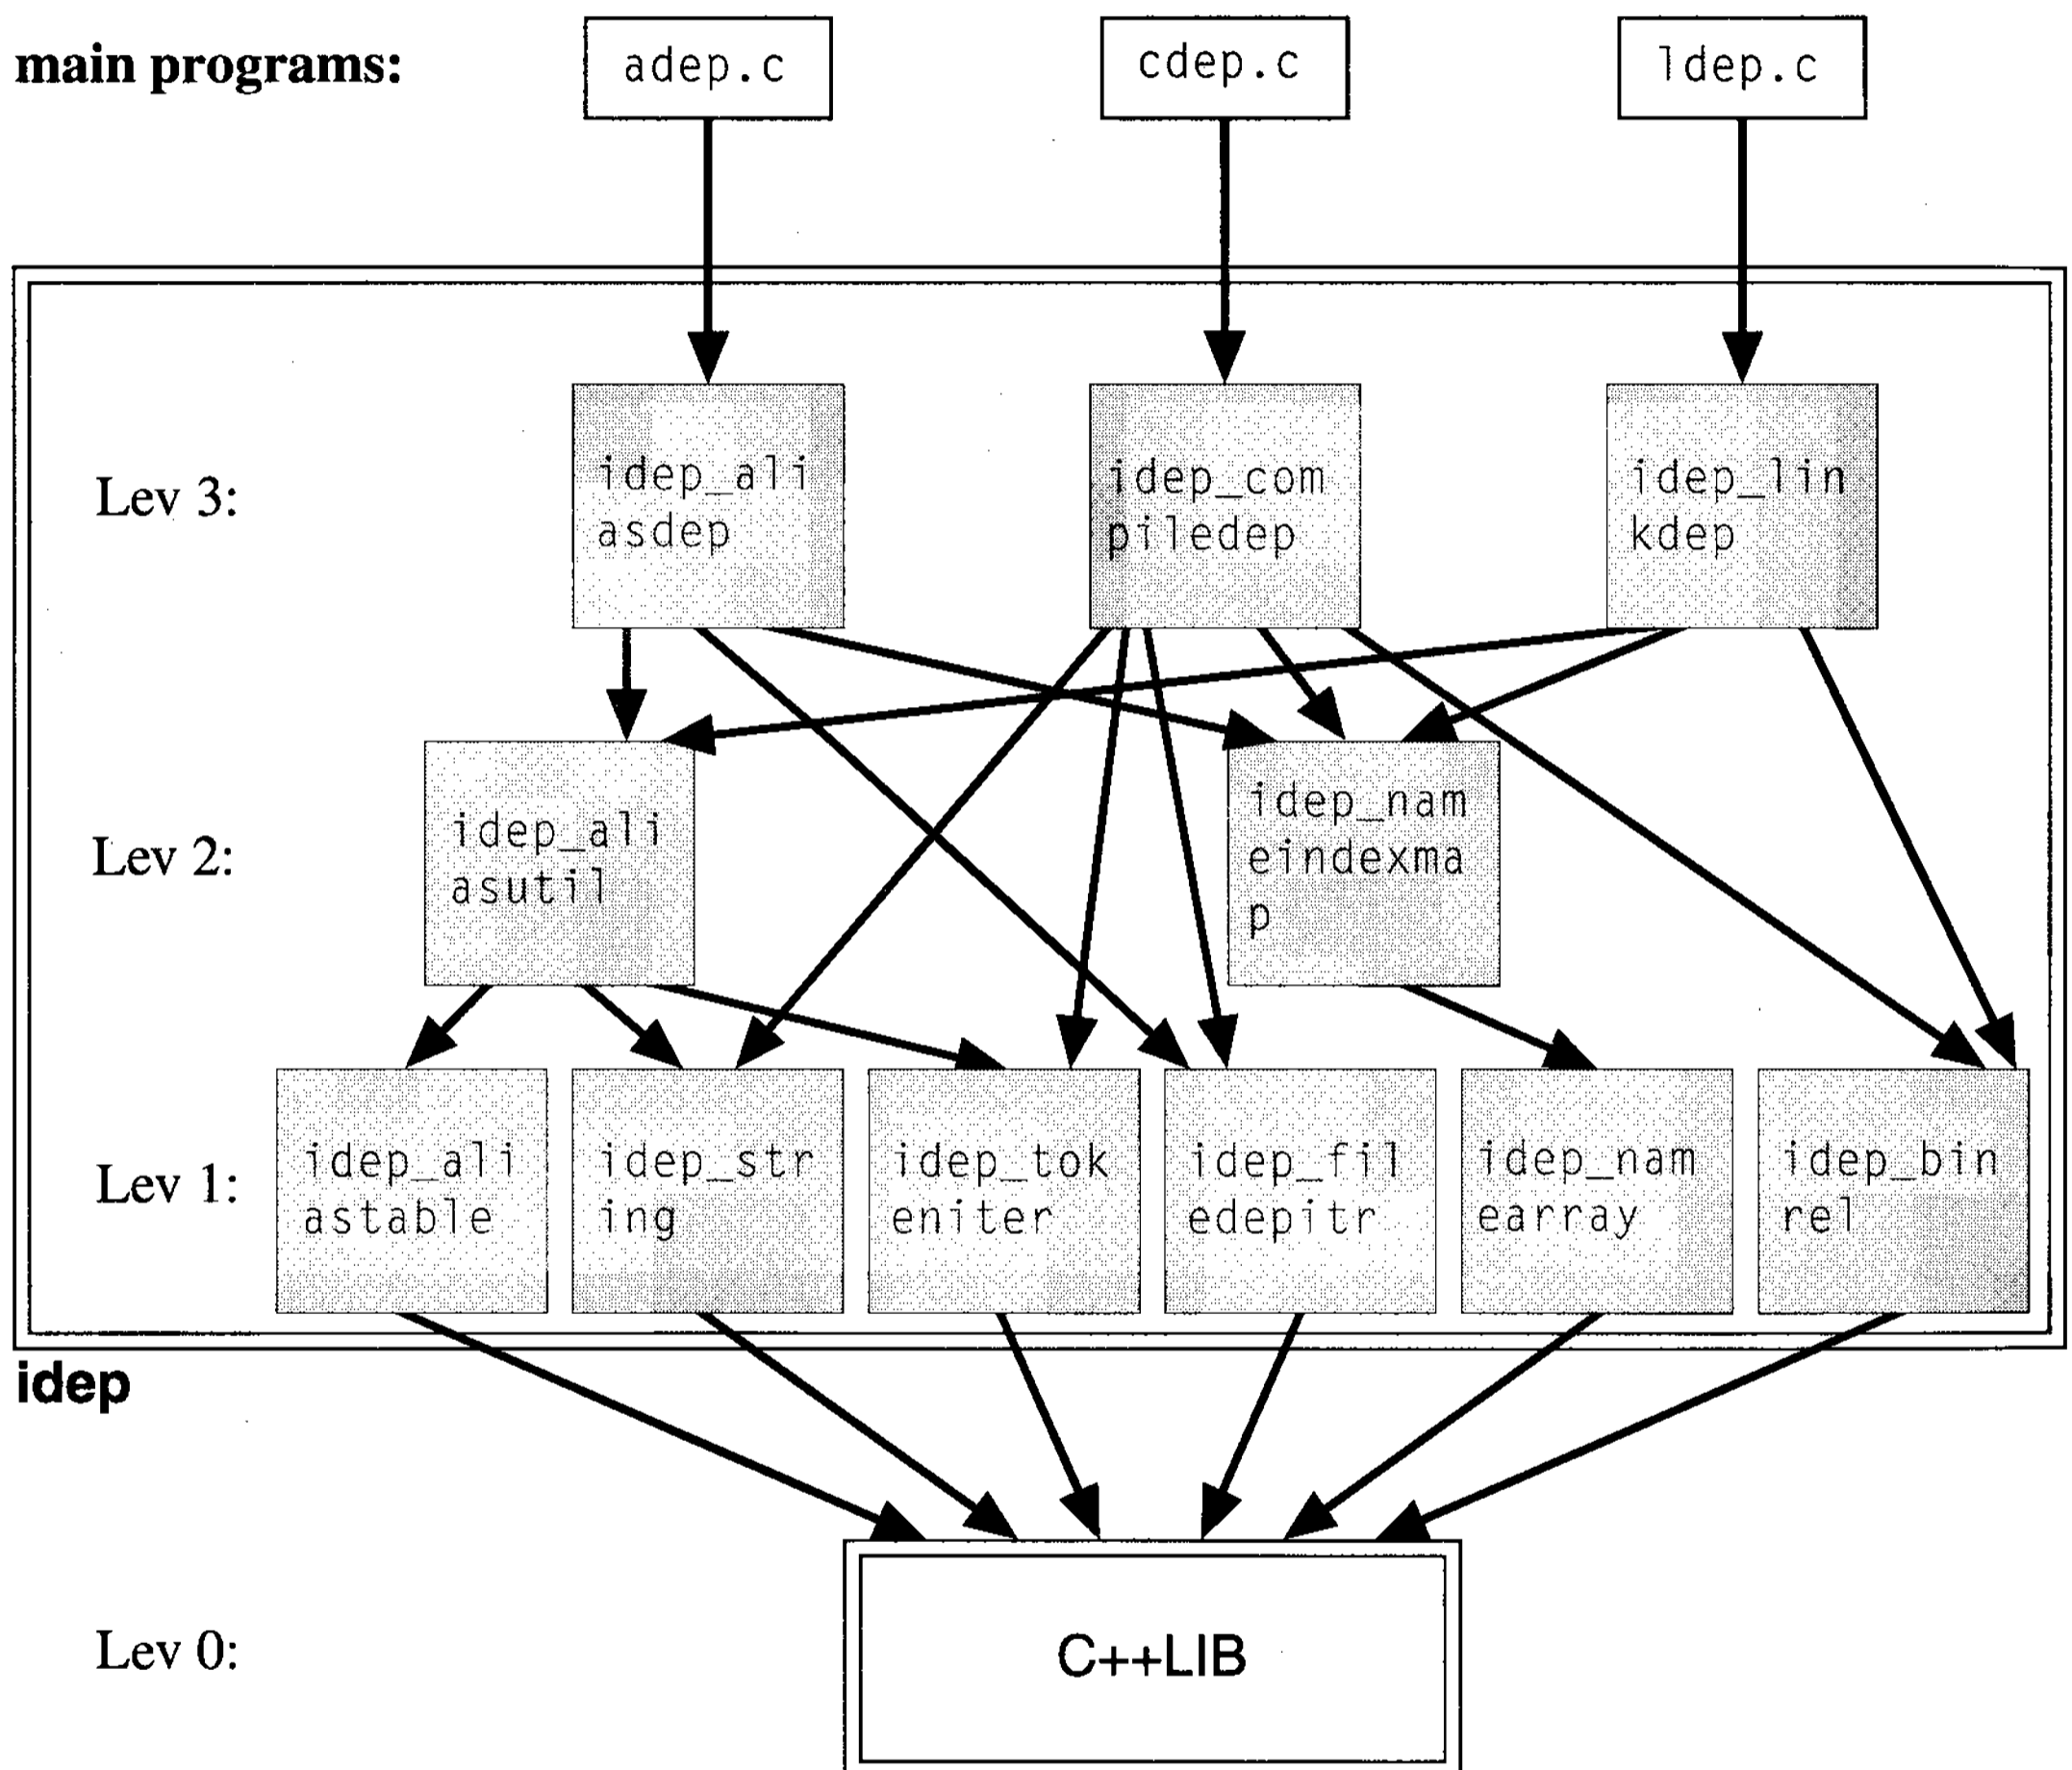 main programs:
adep.c
cdep.c
ldep.c
Lev 3:
idep_ali
asdep
idep_com
piledep
idep_lin
kdep
Lev 2:
idep_ali
asutil
idep_nam
eindexma
p
Lev 1:
idep_ali
astable
idep_str
ing
idep_tok
eniter
idep_fil
edepitr
idep_nam
earray
idep_bin
rel
idep
Lev 0:
C++LIB